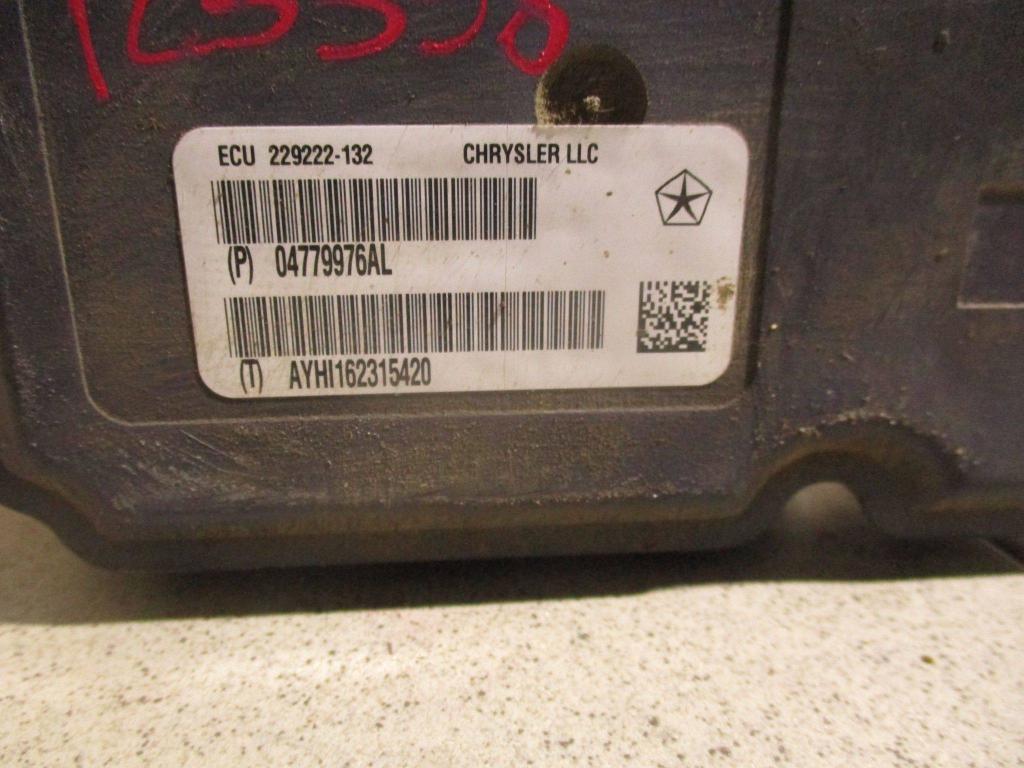 ECU 229222-132 CHRYSLER LLC
(P) 04779976AL
(T) AYHI162315420